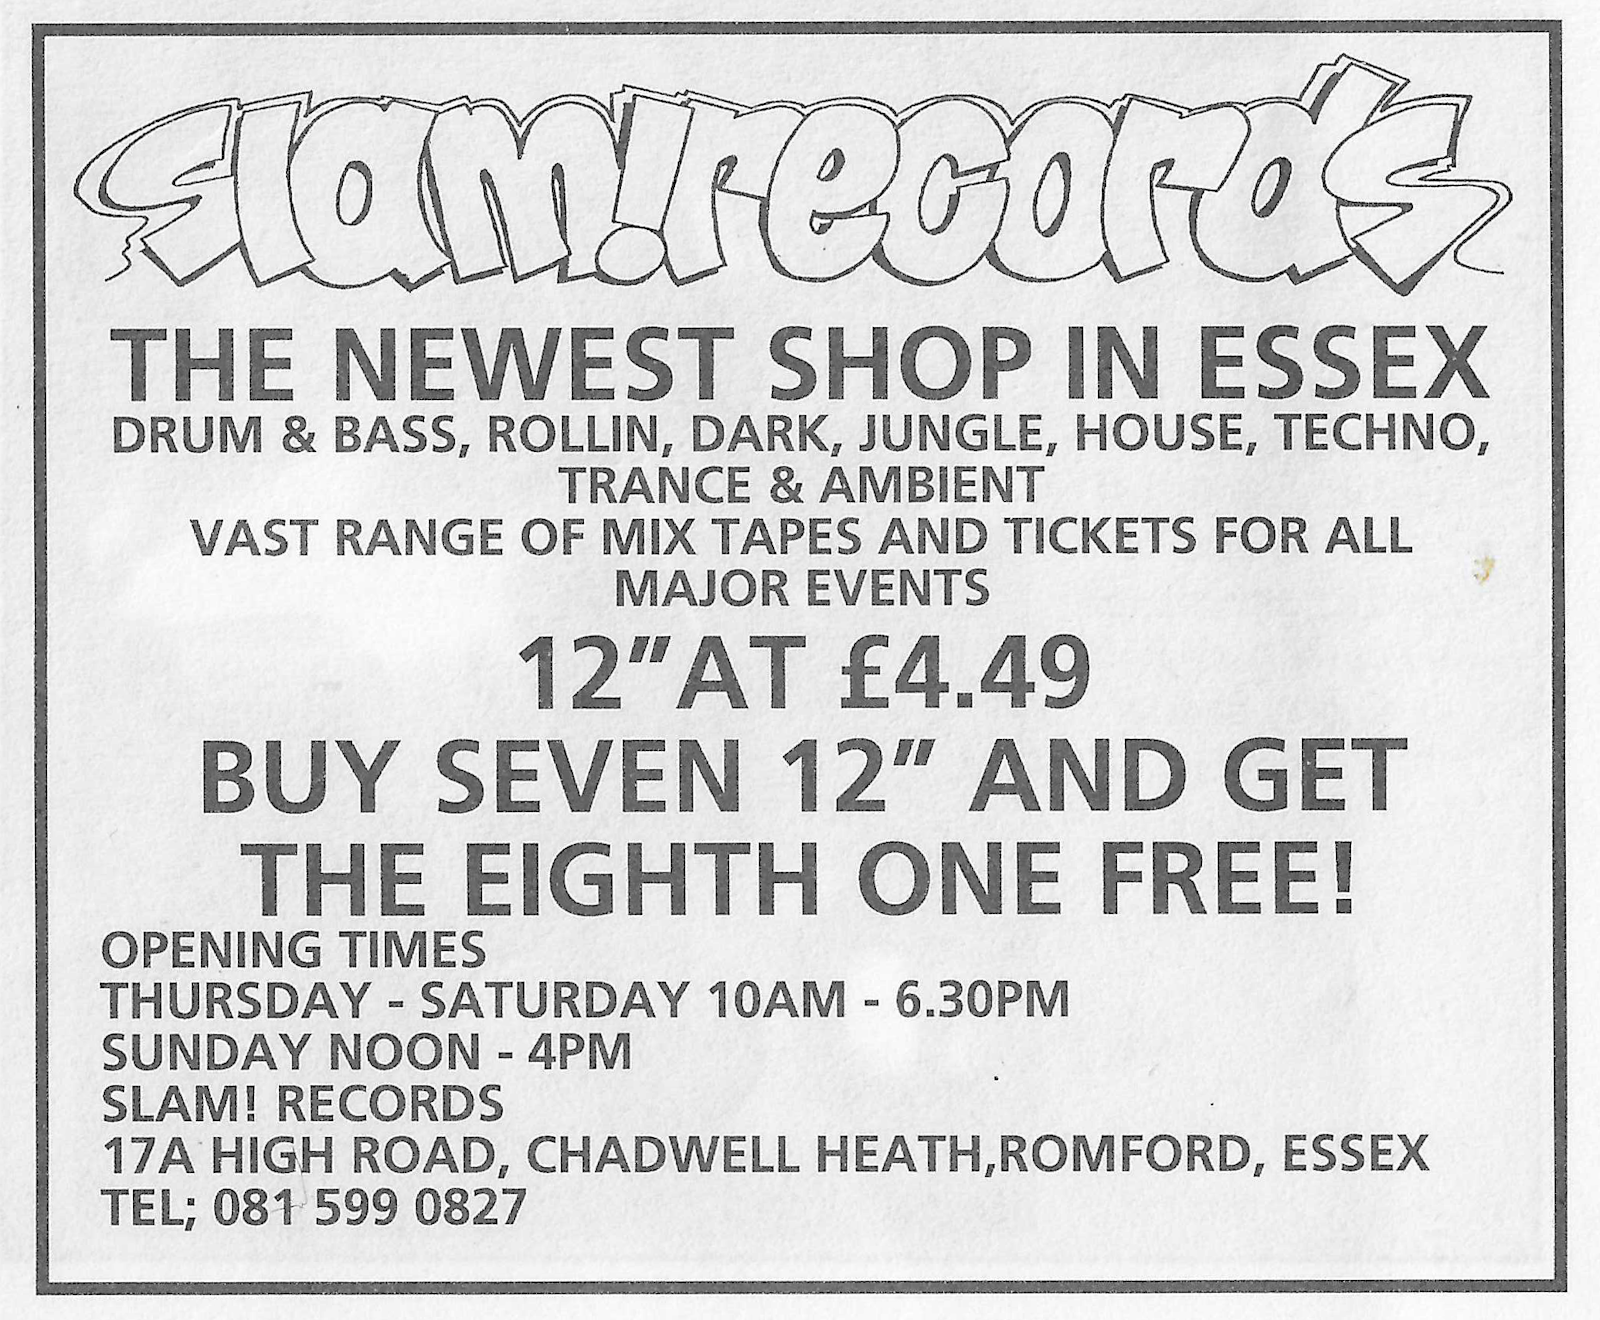 slam!record's
THE NEWEST SHOP IN ESSEX
DRUM & BASS, ROLLIN, DARK, JUNGLE, HOUSE, TECHNO,
TRANCE & AMBIENT
VAST RANGE OF MIX TAPES AND TICKETS FOR ALL
MAJOR EVENTS
12"AT £4.49
BUY SEVEN 12" AND GET
THE EIGHTH ONE FREE!
OPENING TIMES
THURSDAY - SATURDAY 10AM - 6.30PM
SUNDAY NOON - 4PM
SLAM! RECORDS
17A HIGH ROAD, CHADWELL HEATH,ROMFORD, ESSEX
TEL; 081 599 0827